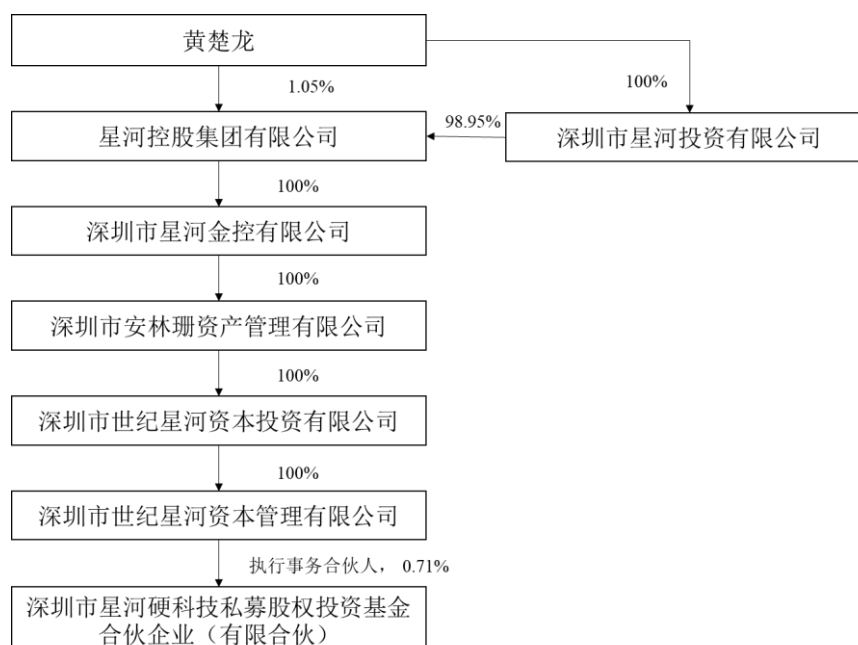 黄楚龙
1.05%
100%
星河控股集团有限公司
98.95%
深圳市星河投资有限公司
100%
深圳市星河金控有限公司
100%
深圳市安林珊资产管理有限公司
100%
深圳市世纪星河资本投资有限公司
100%
深圳市世纪星河资本管理有限公司
执行事务合伙人， 0.71%
深圳市星河硬科技私募股权投资基金
合伙企业（有限合伙）